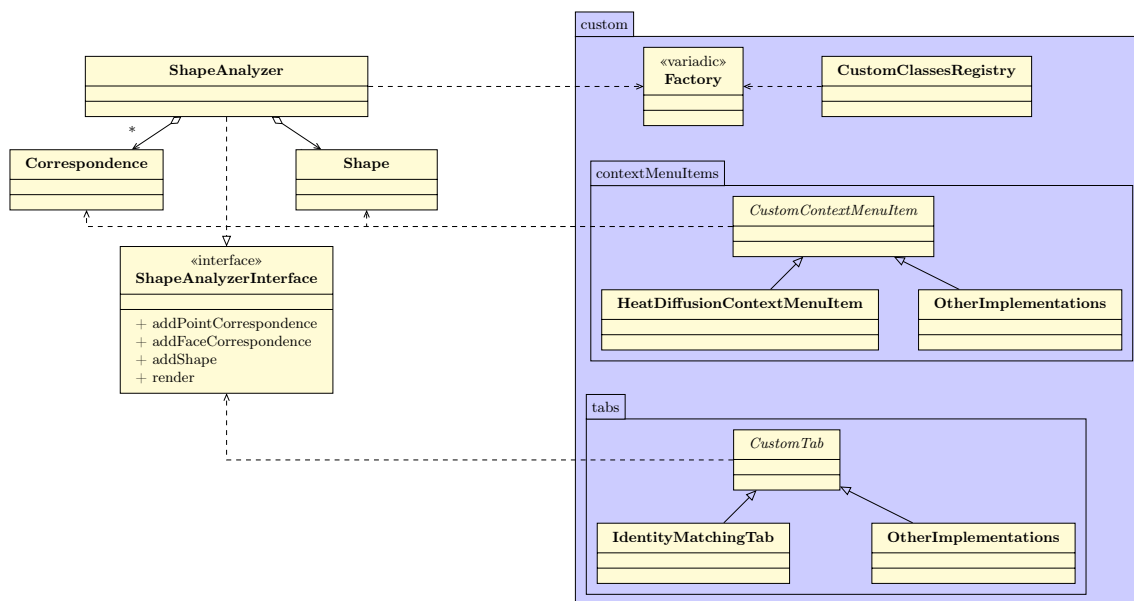 custom
ShapeAnalyzer
«variadic»
Factory
CustomClassesRegistry
*
Correspondence
Shape
contextMenuItems
CustomContextMenuItem
«interface»
ShapeAnalyzerInterface
+ addPointCorrespondence
+ addFaceCorrespondence
+ addShape
+ render
HeatDiffusionContextMenuItem
OtherImplementations
tabs
CustomTab
IdentityMatchingTab
OtherImplementations